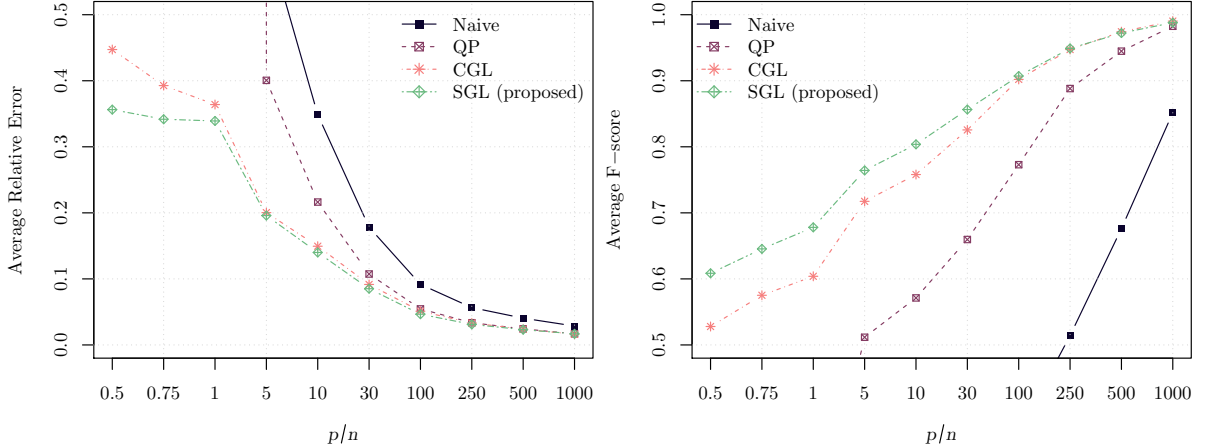 Average Relative Error
0.5
0.4
0.3
0.2
0.1
0.0
Naive
QP
CGL
SGL (proposed)
0.5 0.75 1 5 10 30 100 250 500 1000
p/n
Average F−score
1.0
0.9
0.8
0.7
0.6
0.5
Naive
QP
CGL
SGL (proposed)
0.5 0.75 1 5 10 30 100 250 500 1000
p/n